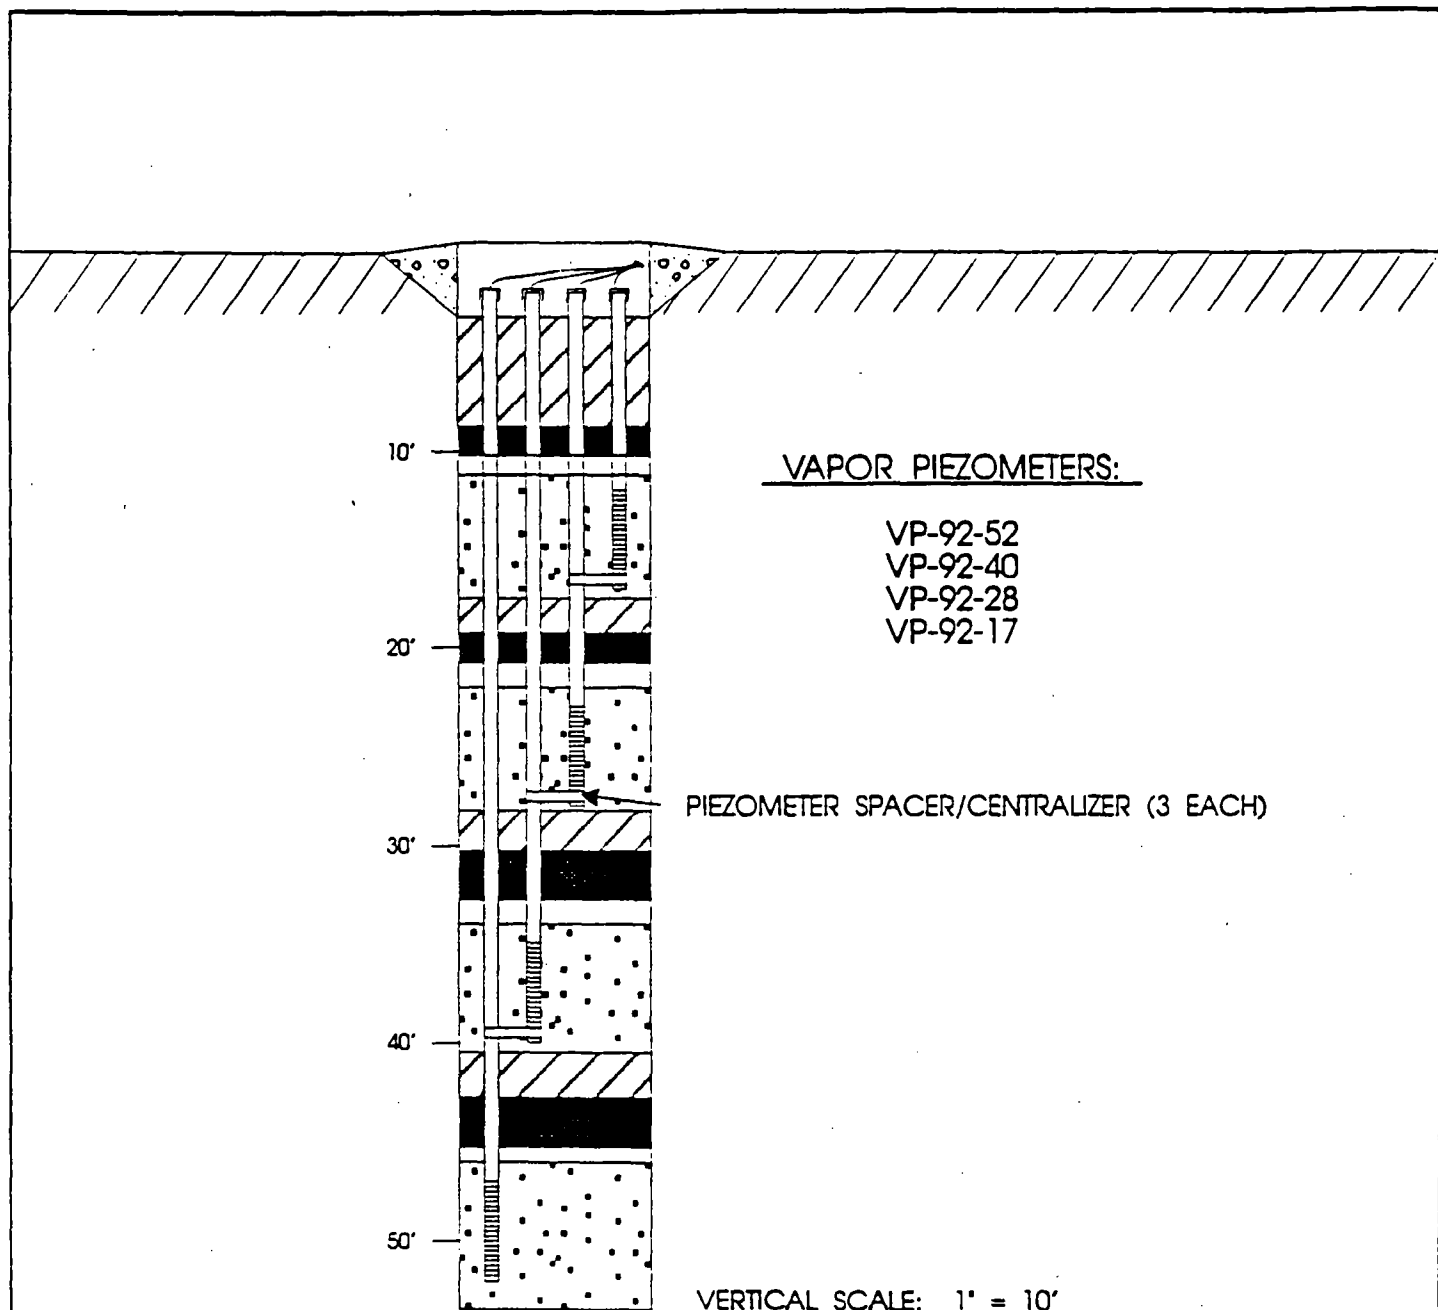 10'
VAPOR PIEZOMETERS:
VP-92-52
VP-92-40
VP-92-28
VP-92-17
20'
PIEZOMETER SPACER/CENTRALIZER (3 EACH)
30'
40'
50'
VERTICAL SCALE: 1" = 10'